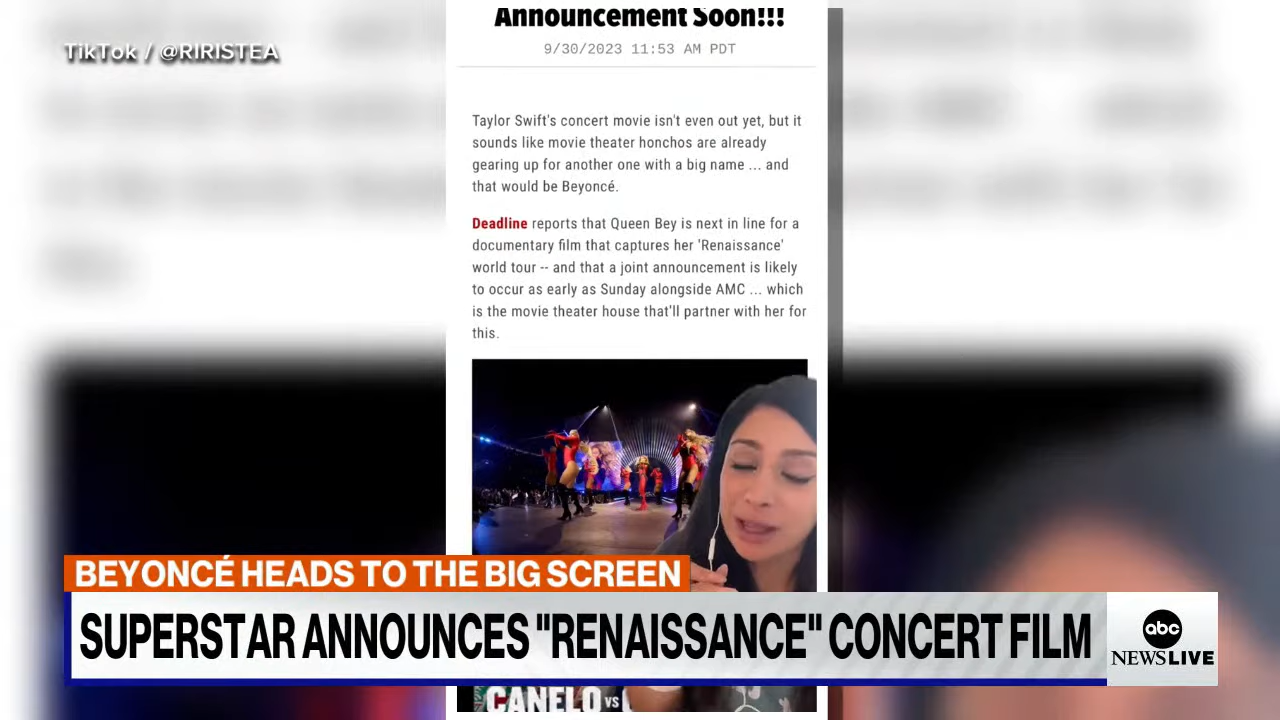 Announcement Soon!!!
TikTok / @RIRISTEA
9/30/2023 11:53 AM PDT
Taylor Swift's concert movie isn't even out yet, but it
sounds like movie theater honchos are already
gearing up for another one with a big name ... and
that would be Beyoncé.
Deadline reports that Queen Bey is next in line for a
documentary film that captures her 'Renaissance'
world tour -- and that a joint announcement is likely
to occur as early as Sunday alongside AMC ... which
is the movie theater house that'll partner with her for
this.
BEYONCÉ HEADS TO THE BIG SCREEN
SUPERSTAR ANNOUNCES "RENAISSANCE" CONCERT FILM
abc
NEWS LIVE
CANELO VS